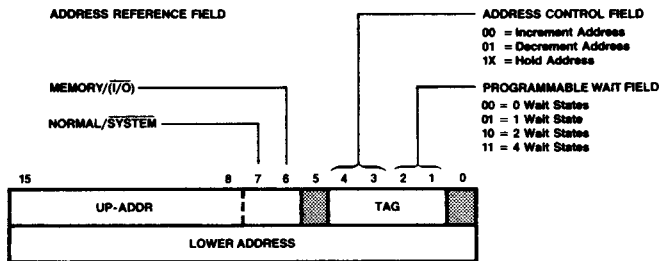 ADDRESS REFERENCE FIELD
ADDRESS CONTROL FIELD
00 = Increment Address
01 = Decrement Address
1X = Hold Address
MEMORY/(I/O)
PROGRAMMABLE WAIT FIELD
00 = 0 Wait States
01 = 1 Wait State
10 = 2 Wait States
11 = 4 Wait States
NORMAL/SYSTEM
15 8 7 6 5 4 3 2 1 0
UP-ADDR TAG
LOWER ADDRESS